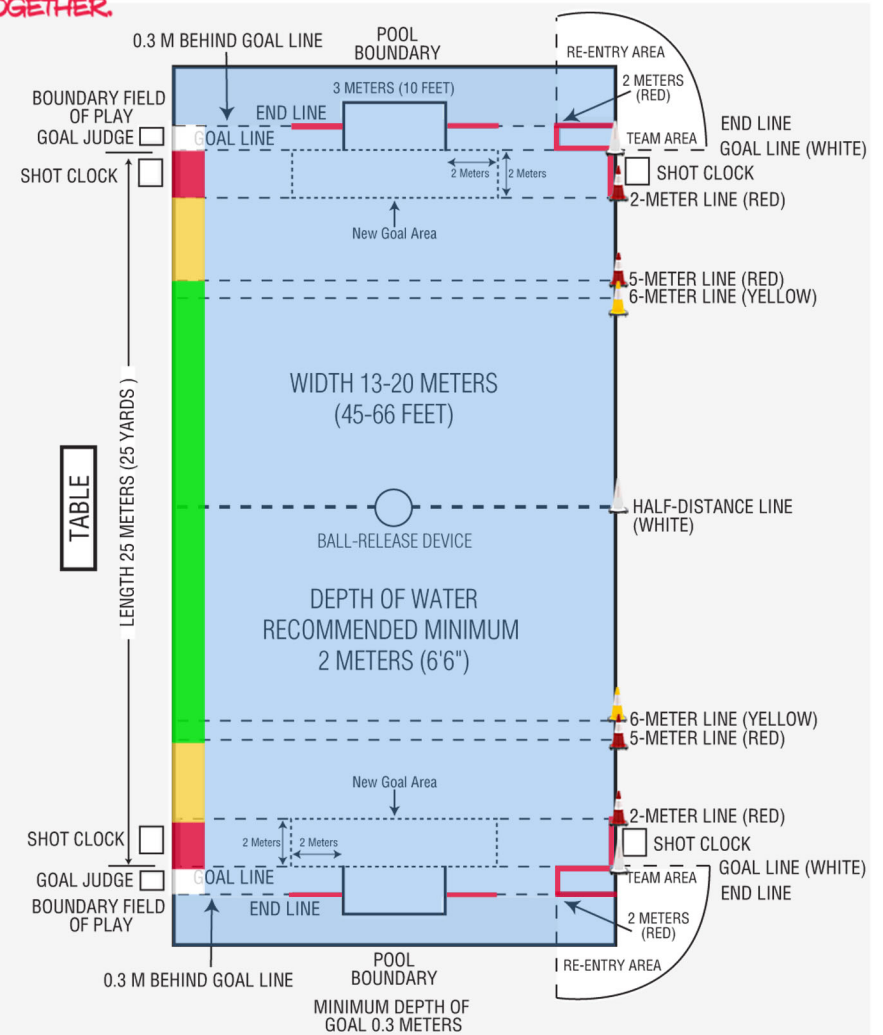 OGETHER.
0.3 M BEHIND GOAL LINE
POOL
BOUNDARY
RE-ENTRY AREA
3 METERS (10 FEET)
2 METERS
(RED)
BOUNDARY FIELD
OF PLAY
END LINE
END LINE
GOAL JUDGE
GOAL LINE
TEAM AREA
GOAL LINE (WHITE)
SHOT CLOCK
2 Meters
2 Meters
SHOT CLOCK
2-METER LINE (RED)
New Goal Area
5-METER LINE (RED)
6-METER LINE (YELLOW)
WIDTH 13-20 METERS
(45-66 FEET)
TABLE
LENGTH 25 METERS (25 YARDS )
HALF-DISTANCE LINE
(WHITE)
BALL-RELEASE DEVICE
DEPTH OF WATER
RECOMMENDED MINIMUM
2 METERS (6'6")
6-METER LINE (YELLOW)
5-METER LINE (RED)
New Goal Area
2-METER LINE (RED)
SHOT CLOCK
2 Meters
2 Meters
SHOT CLOCK
GOAL JUDGE
GOAL LINE
TEAM AREA
GOAL LINE (WHITE)
END LINE
BOUNDARY FIELD
OF PLAY
END LINE
2 METERS
(RED)
0.3 M BEHIND GOAL LINE
POOL
BOUNDARY
RE-ENTRY AREA
MINIMUM DEPTH OF
GOAL 0.3 METERS